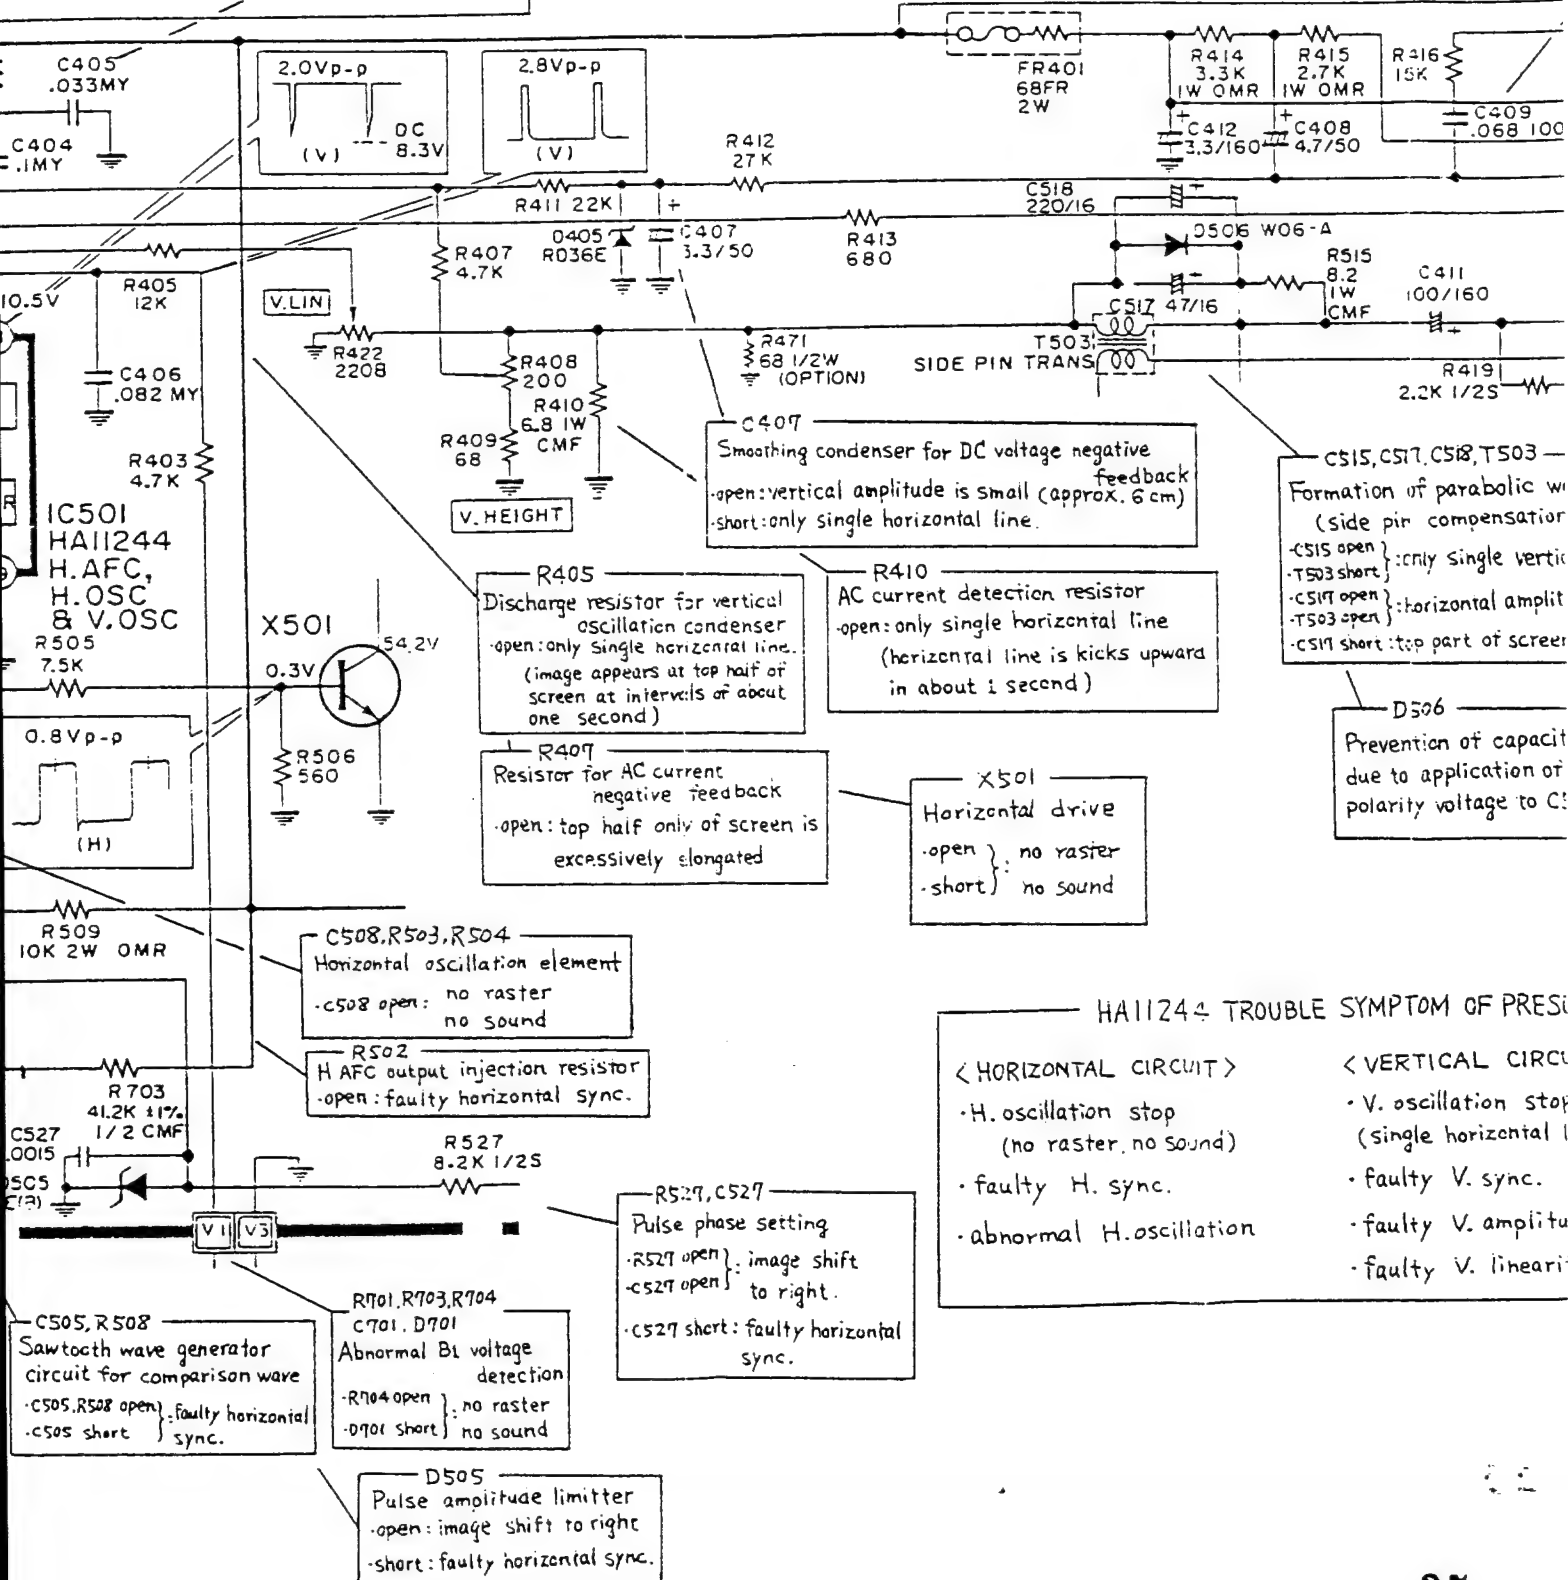 C405
.033MY
C404
.1MY
2.0Vp-p
DC
8.3V
(V)
2.8Vp-p
(V)
FR401
68FR
2W
R414
3.3K
1W OMR
R415
2.7K
1W OMR
R416
15K
C409
.068 100
C412
3.3/160
C408
4.7/50
R412
27K
R411 22K
D405
RD36E
C407
3.3/50
R413
680
C518
220/16
D506 W06-A
R515
8.2
1W
CMF
C411
100/160
C517 47/16
T503
SIDE PIN TRANS
R419
2.2K 1/2S
R407
4.7K
R405
12K
10.5V
V.LIN
R422
220B
C406
.082 MY
R408
200
R410
6.8 1W
CMF
R409
68
V. HEIGHT
R471
68 1/2W
(OPTION)
R403
4.7K
R
IC501
HA11244
H.AFC,
H.OSC
& V.OSC
R505
7.5K
X501
54.2V
0.3V
R506
560
0.8Vp-p
(H)
C407
Smoothing condenser for DC voltage negative
feedback
·open: vertical amplitude is small (approx. 6 cm)
·short: only single horizontal line.
R405
Discharge resistor for vertical
oscillation condenser
·open: only single horizontal line.
(image appears at top half of
screen at intervals of about
one second)
R410
AC current detection resistor
·open: only single horizontal line
(horizontal line is kicks upward
in about 1 second)
C515, C517, C518, T503
Formation of parabolic
(side pin
·C515 open
·T503 short
} : only single
·C517 open
·T503 open
} : horizontal
·C517 short: top part of screen
D506
Prevention of
due to application of
polarity voltage to
R407
Resistor for AC current
negative feedback
·open: top half only of screen is
excessively elongated
X501
Horizontal drive
·open
·short
} : no raster
no sound
R509
10K 2W OMR
C508, R503, R504
Horizontal oscillation element
·C508 open: no raster
no sound
R502
H AFC output injection resistor
·open: faulty horizontal sync.
R703
41.2K ±1%
1/2 CMF
C527
.0015
R527
8.2K 1/2S
V11 V3
R527, C527
Pulse phase setting
·R527 open
·C527 open
} : image shift
to right.
·C527 short: faulty horizontal
sync.
HA11244 TROUBLE SYMPTOM OF
<HORIZONTAL CIRCUIT>
·H. oscillation stop
(no raster, no sound)
·faulty H. sync.
·abnormal H. oscillation
<VERTICAL
·V. oscillation
(single horizontal
·faulty V. sync.
·faulty V.
·faulty V.
C505, R508
Sawtooth wave generator
circuit for comparison wave
·C505, R508 open
·C505 short
} : faulty horizontal
sync.
R701, R703, R704
C701, D701
Abnormal B1 voltage
detection
·R704 open
·D701 short
} : no raster
no sound
D505
Pulse amplitude limitter
·open: image shift to right
·short: faulty horizontal sync.